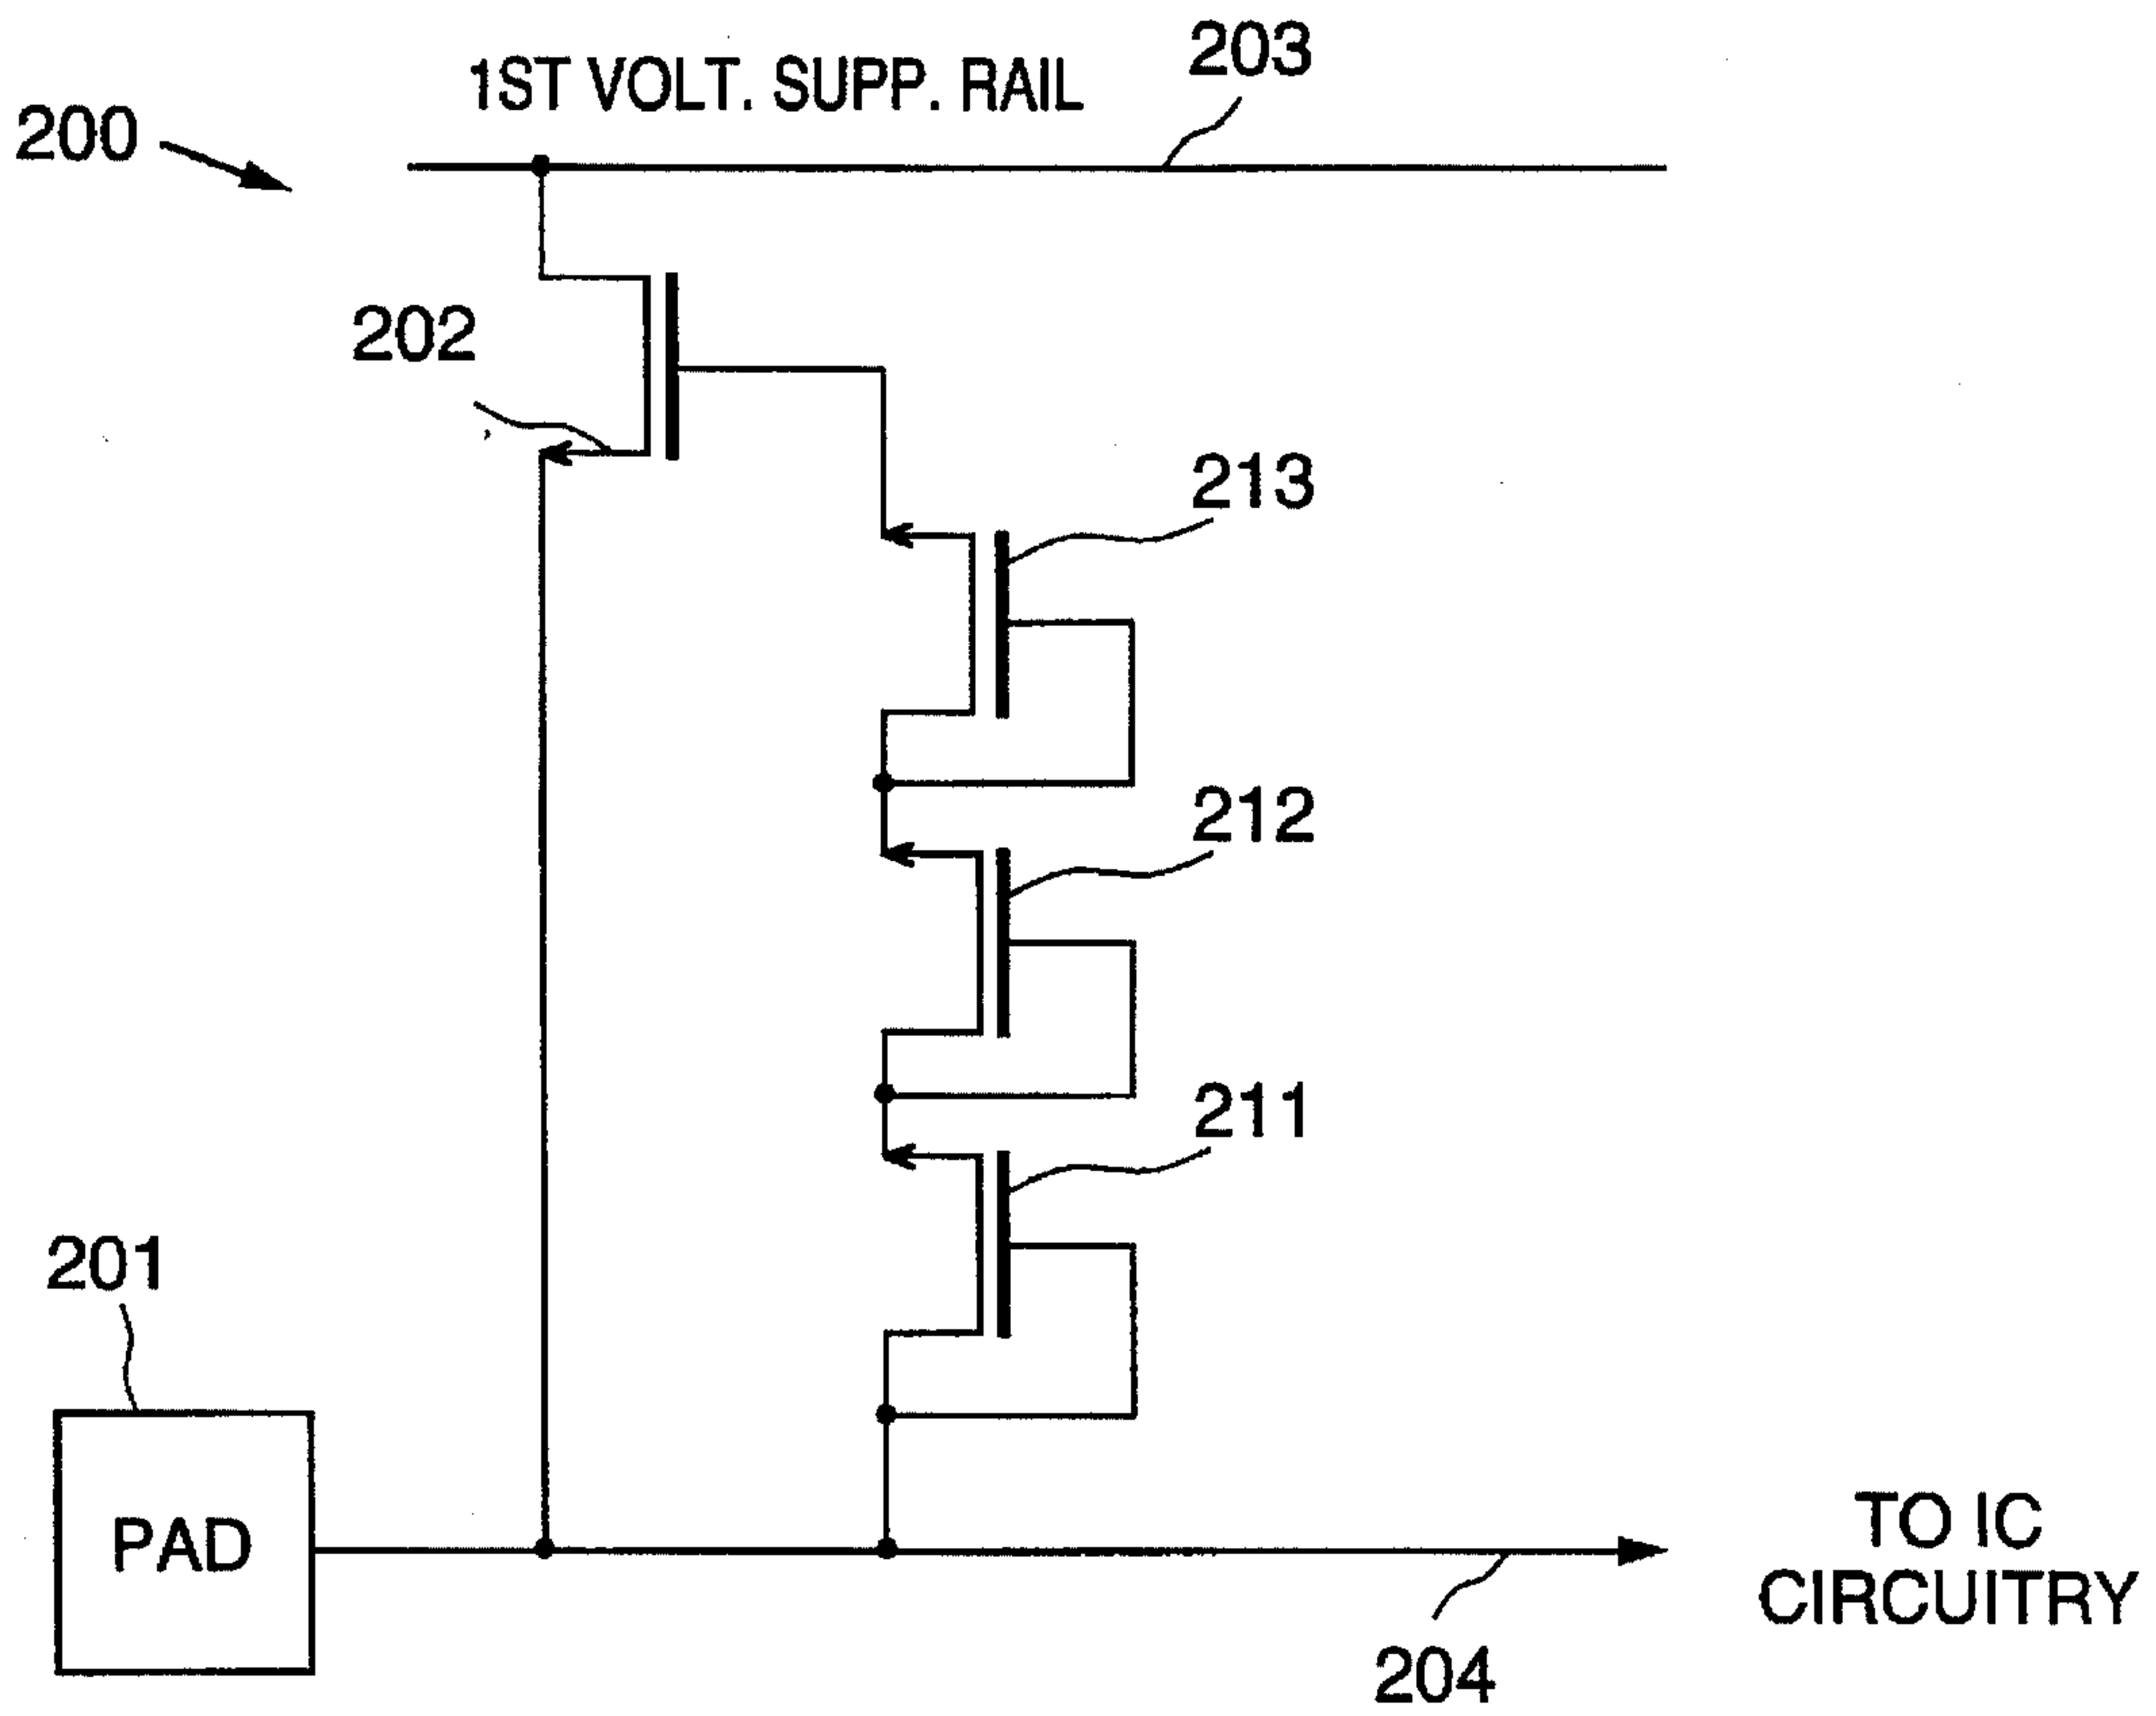 203
1ST VOLT. SUPP. RAIL
200
202
213
212
211
201
PAD
TO IC
CIRCUITRY
204